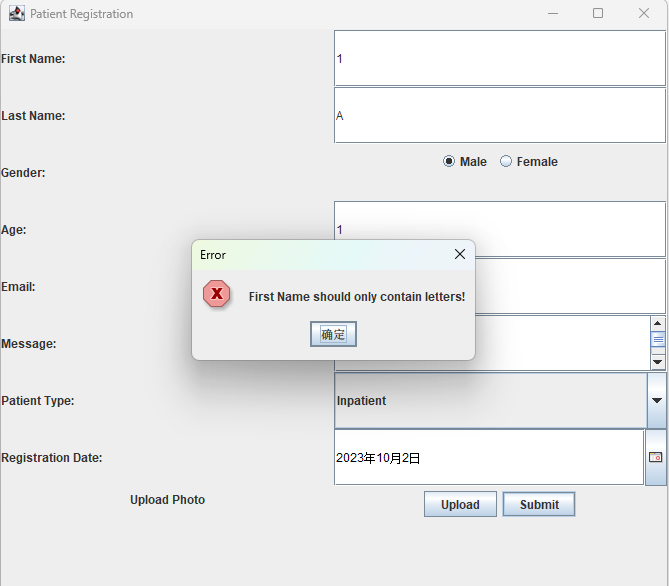 Patient Registration
First Name:
1
Last Name:
A
Gender:
Male
Female
Age:
1
Error
Email:
First Name should only contain letters!
确定
Message:
Patient Type:
Inpatient
Registration Date:
2023年10月2日
Upload Photo
Upload
Submit